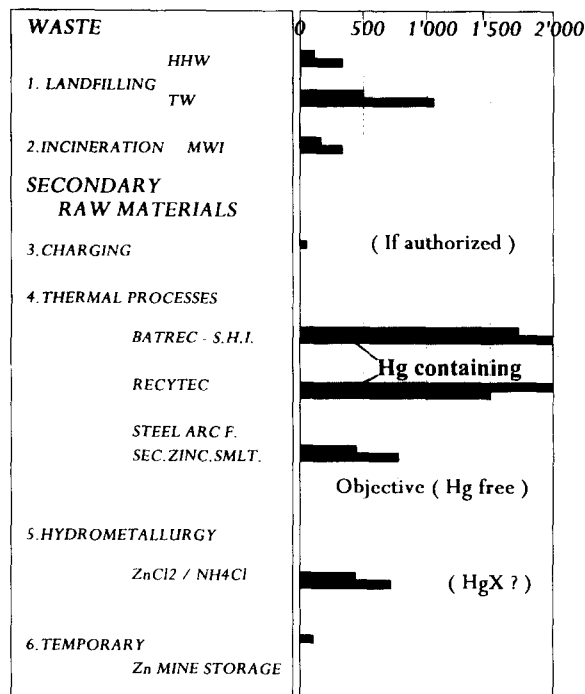 WASTE
0 500 1'000 1'500 2'000
HHW
1. LANDFILLING
TW
2.INCINERATION MWI
SECONDARY
RAW MATERIALS
3.CHARGING ( If authorized )
4.THERMAL PROCESSES
BATREC - S.H.I.
Hg containing
RECYTEC
STEEL ARC F.
SEC.ZINC.SMLT.
Objective ( Hg free )
5.HYDROMETALLURGY
ZnCl2 / NH4Cl ( HgX ? )
6.TEMPORARY
Zn MINE STORAGE